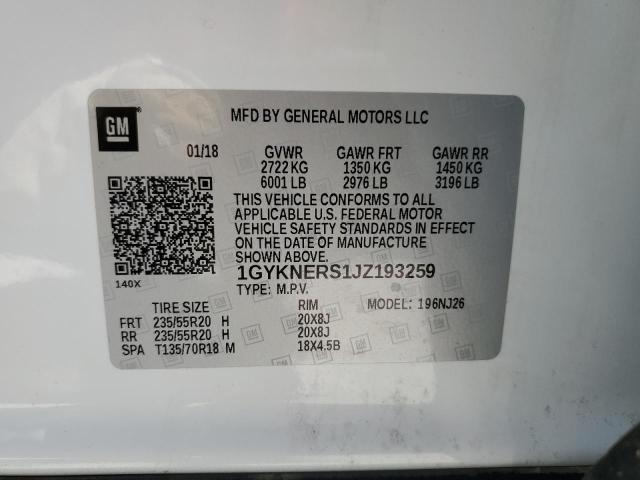 GM
MFD BY GENERAL MOTORS LLC
01/18 GVWR GAWR FRT GAWR RR
2722 KG 1350 KG 1450 KG
6001 LB 2976 LB 3196 LB
THIS VEHICLE CONFORMS TO ALL
APPLICABLE U.S. FEDERAL MOTOR
VEHICLE SAFETY STANDARDS IN EFFECT
ON THE DATE OF MANUFACTURE
SHOWN ABOVE.
1GYKNERS1JZ193259
140X
TYPE: M.P.V.
TIRE SIZE RIM MODEL: 196NJ26
FRT 235/55R20 H 20X8J
RR 235/55R20 H 20X8J
SPA T135/70R18 M 18X4.5B